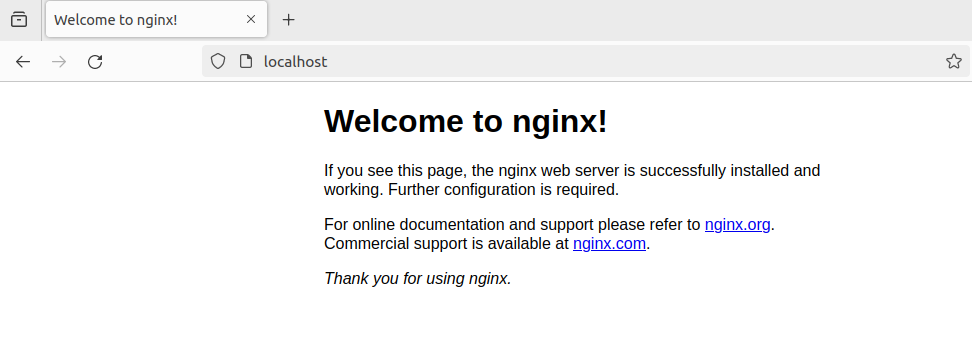 Welcome to nginx!
localhost
Welcome to nginx!
If you see this page, the nginx web server is successfully installed and
working. Further configuration is required.
For online documentation and support please refer to nginx.org.
Commercial support is available at nginx.com.
Thank you for using nginx.